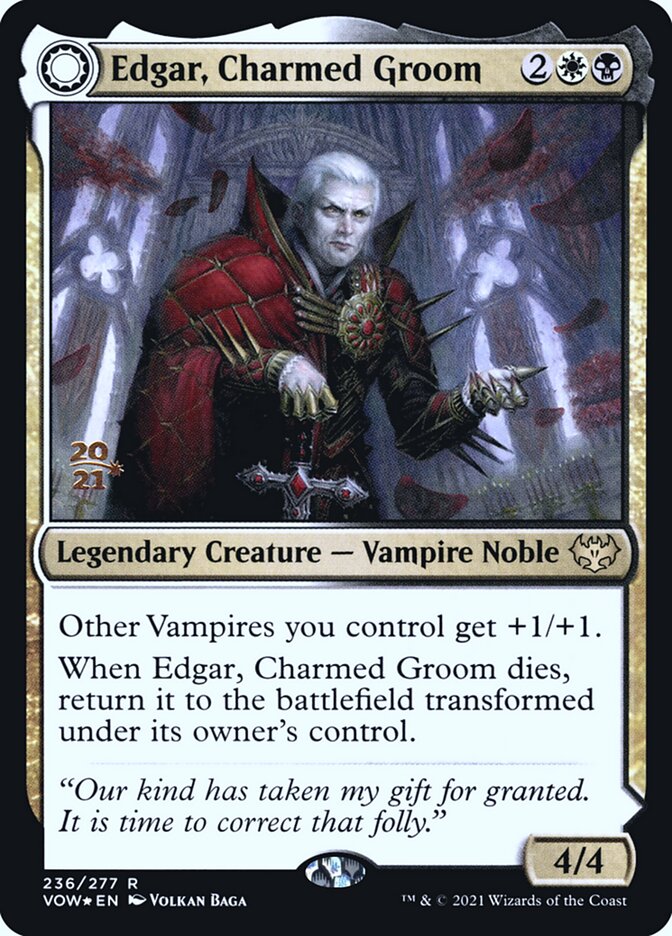 Edgar, Charmed Groom 2
20
21
Legendary Creature — Vampire Noble
Other Vampires you control get +1/+1.
When Edgar, Charmed Groom dies,
return it to the battlefield transformed
under its owner's control.
“Our kind has taken my gift for granted.
It is time to correct that folly.”
4/4
236/277 R
VOW★EN Volkan Baga
™ & © 2021 Wizards of the Coast